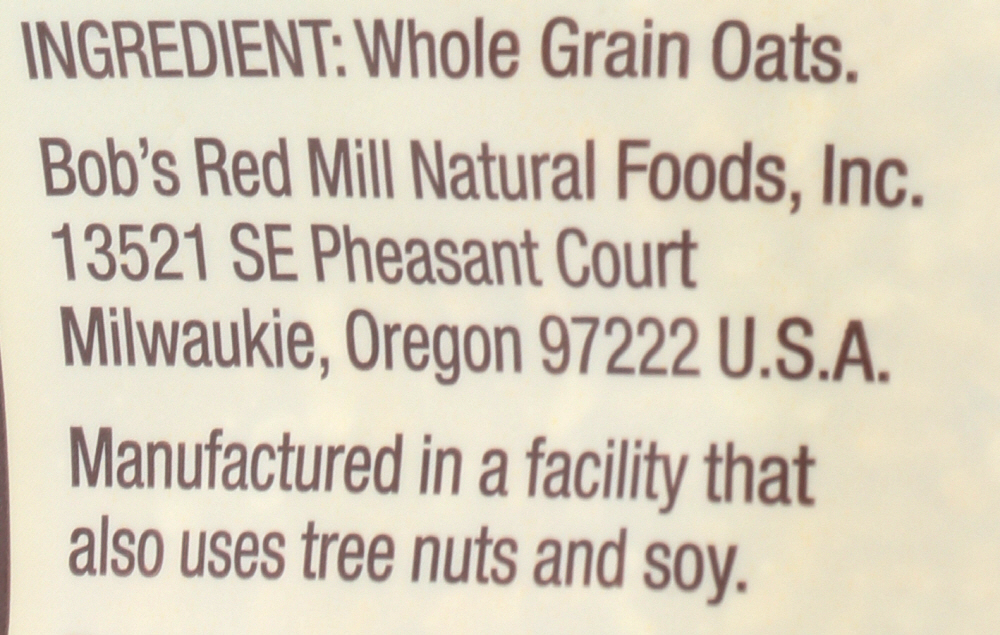 INGREDIENT: Whole Grain Oats.
Bob's Red Mill Natural Foods, Inc.
13521 SE Pheasant Court
Milwaukie, Oregon 97222 U.S.A.
Manufactured in a facility that
also uses tree nuts and soy.